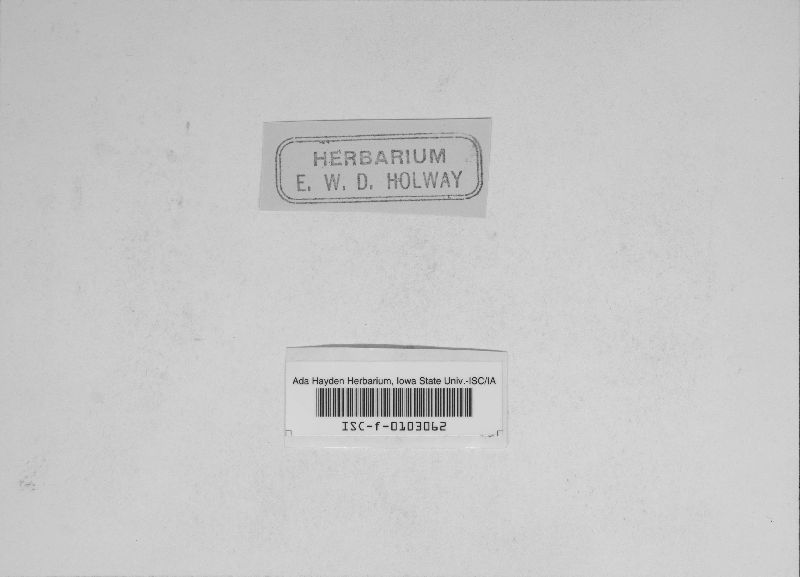 HERBARIUM
E. W. D. HOLWAY
Ada Hayden Herbarium, Iowa State Univ.-ISC/IA
ISC-f-0103062